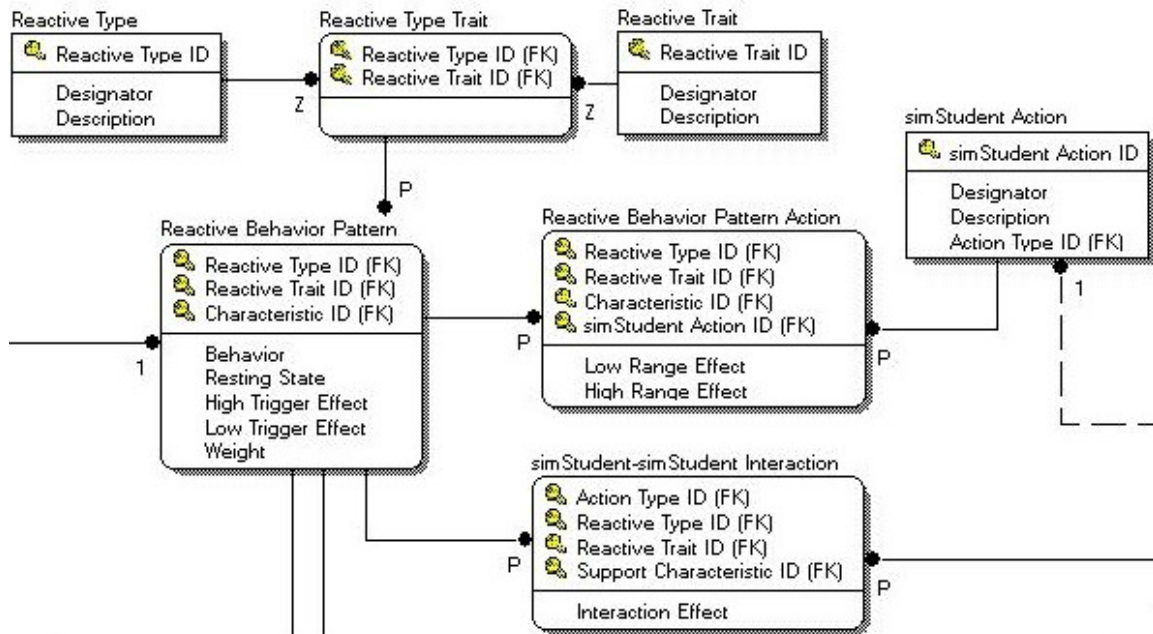 Reactive Type
Reactive Type ID
Designator
Description
Reactive Type Trait
Reactive Type ID (FK)
Reactive Trait ID (FK)
Reactive Trait
Reactive Trait ID
Designator
Description
Z
Z
simStudent Action
simStudent Action ID
Designator
Description
Action Type ID (FK)
P
1
Reactive Behavior Pattern
Reactive Type ID (FK)
Reactive Trait ID (FK)
Characteristic ID (FK)
Behavior
Resting State
High Trigger Effect
Low Trigger Effect
Weight
1
Reactive Behavior Pattern Action
Reactive Type ID (FK)
Reactive Trait ID (FK)
Characteristic ID (FK)
simStudent Action ID (FK)
Low Range Effect
High Range Effect
P
P
simStudent-simStudent Interaction
Action Type ID (FK)
Reactive Type ID (FK)
Reactive Trait ID (FK)
Support Characteristic ID (FK)
Interaction Effect
P
P